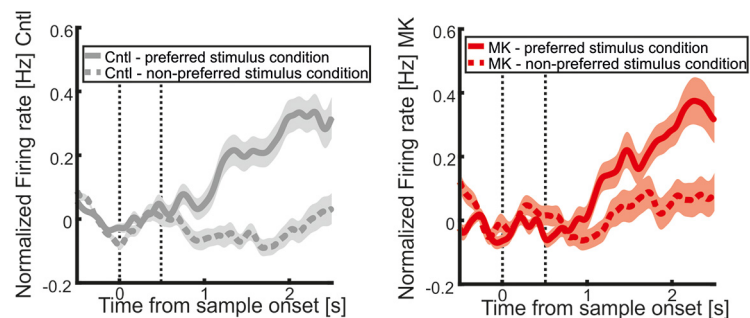 Normalized Firing rate [Hz] Cntl
0.6
0.4
0.2
0
-0.2
Cntl - preferred stimulus condition
Cntl - non-preferred stimulus condition
0
1
2
Time from sample onset [s]
Normalized Firing rate [Hz] MK
0.6
0.4
0.2
0
-0.2
MK - preferred stimulus condition
MK - non-preferred stimulus condition
0
1
2
Time from sample onset [s]